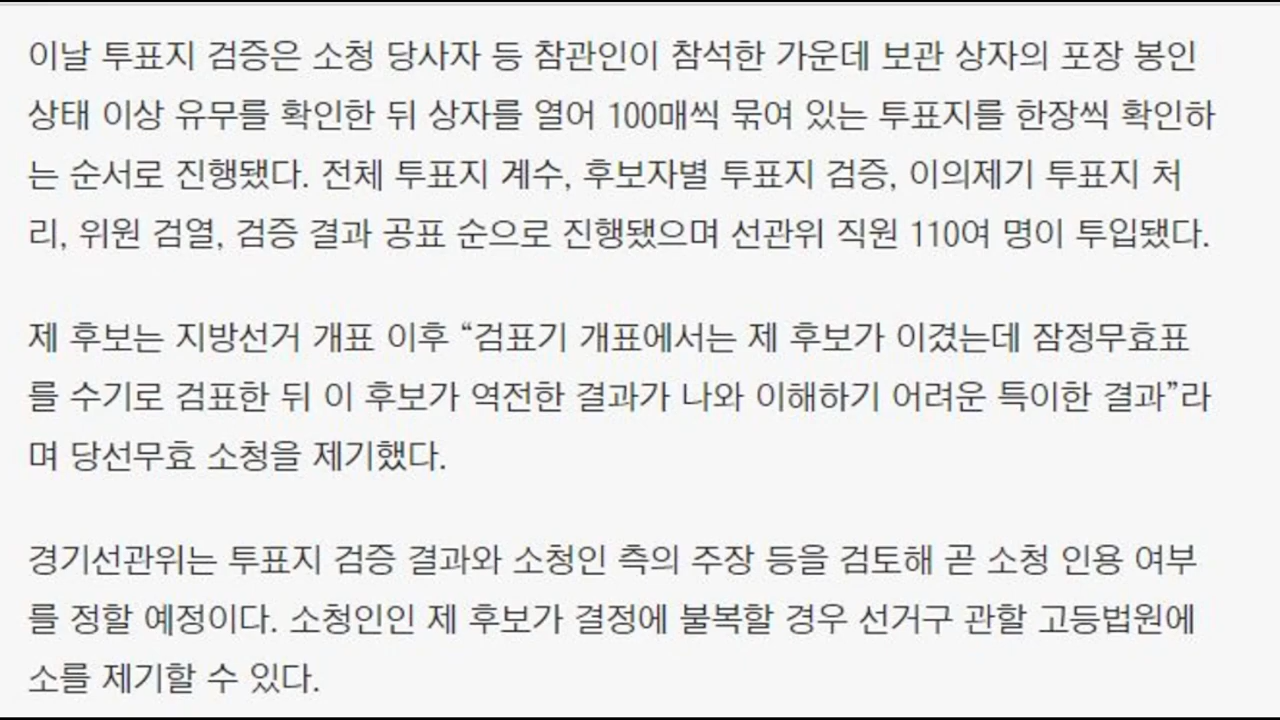 이날 투표지 검증은 소청 당사자 등 참관인이 참석한 가운데 보관 상자의 포장 봉인
상태 이상 유무를 확인한 뒤 상자를 열어 100매씩 묶여 있는 투표지를 한장씩 확인하
는 순서로 진행됐다. 전체 투표지 계수, 후보자별 투표지 검증, 이의제기 투표지 처
리, 위원 검열, 검증 결과 공표 순으로 진행됐으며 선관위 직원 110여 명이 투입됐다.
제 후보는 지방선거 개표 이후 “검표기 개표에서는 제 후보가 이겼는데 잠정무효표
를 수기로 검표한 뒤 이 후보가 역전한 결과가 나와 이해하기 어려운 특이한 결과”라
며 당선무효 소청을 제기했다.
경기선관위는 투표지 검증 결과와 소청인 측의 주장 등을 검토해 곧 소청 인용 여부
를 정할 예정이다. 소청인인 제 후보가 결정에 불복할 경우 선거구 관할 고등법원에
소를 제기할 수 있다.